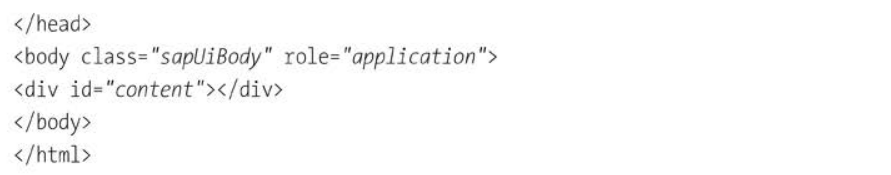 </head>
<body class="sapUiBody" role="application">
<div id="content"></div>
</body>
</html>